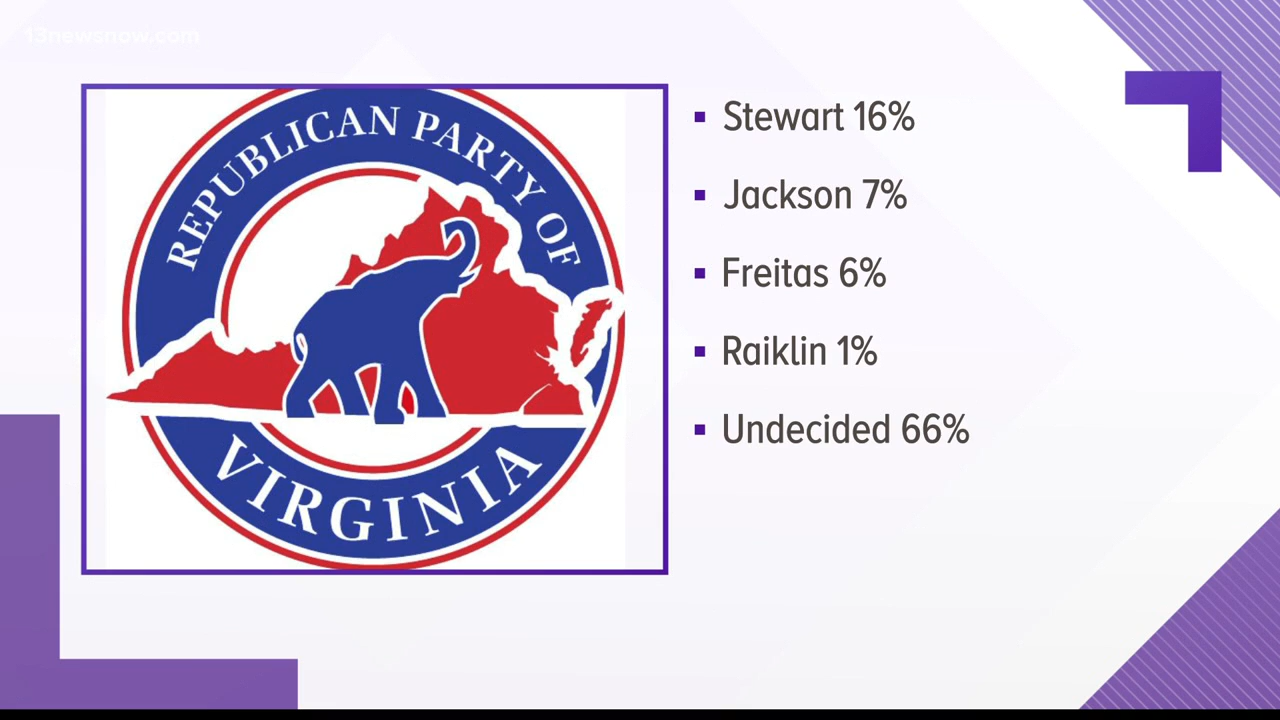 13newsnow.com
REPUBLICAN PARTY OF
VIRGINIA
Stewart 16%
Jackson 7%
Freitas 6%
Raiklin 1%
Undecided 66%